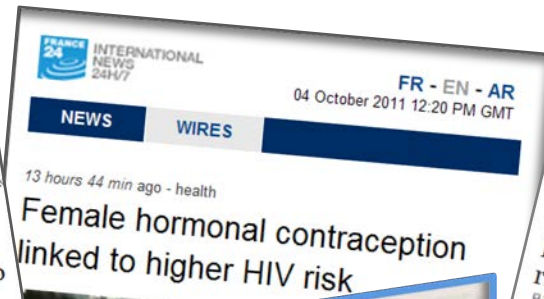 FRANCE
24
INTERNATIONAL
NEWS
24H/7
FR - EN - AR
04 October 2011 12:20 PM GMT
NEWS
WIRES
13 hours 44 min ago - health
Female hormonal contraception
linked to higher HIV risk